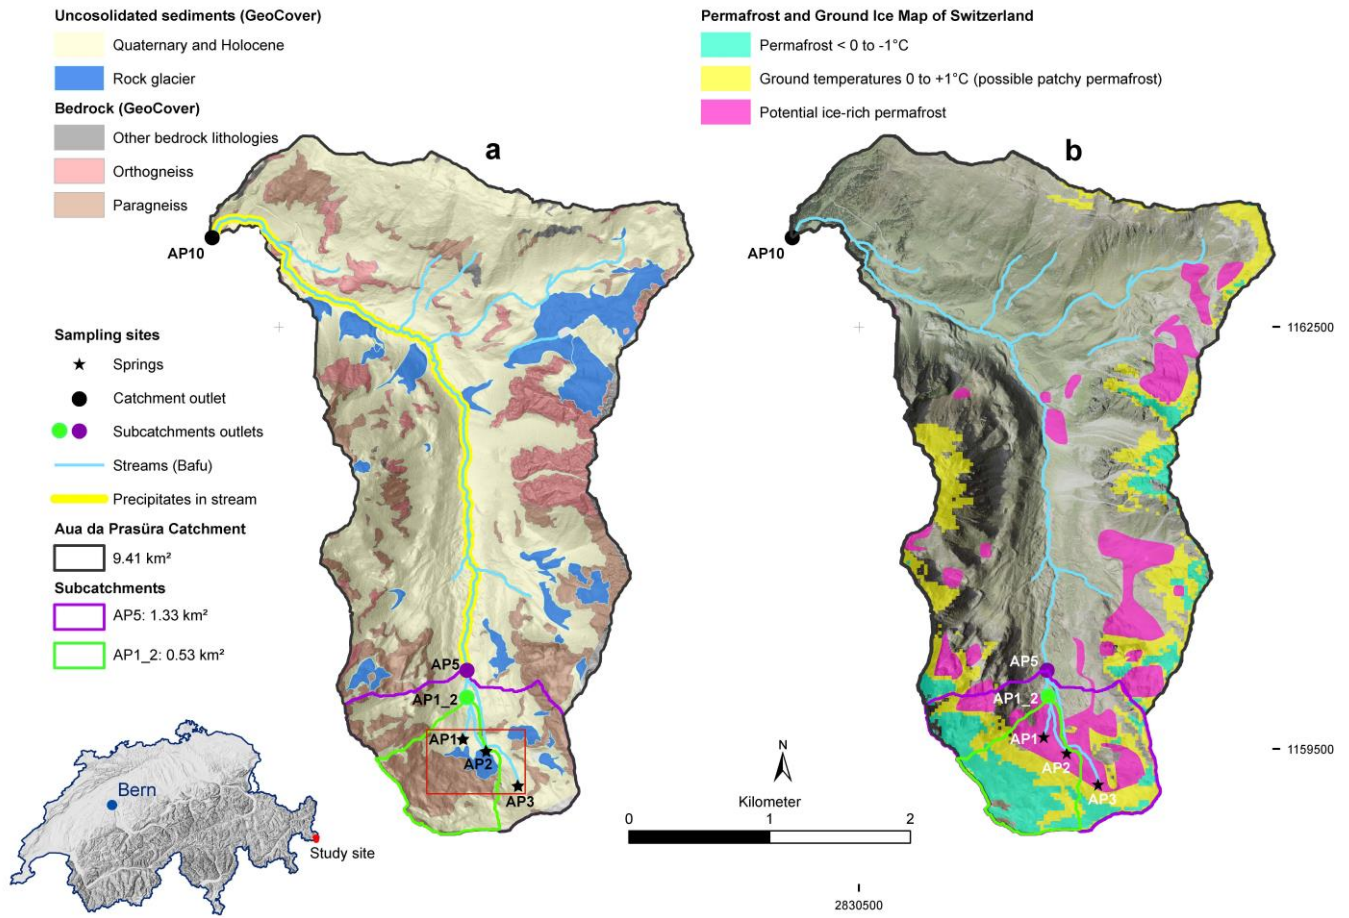 Uncosolidated sediments (GeoCover)
Quaternary and Holocene
Rock glacier
Bedrock (GeoCover)
Other bedrock lithologies
Orthogneiss
Paragneiss
Permafrost and Ground Ice Map of Switzerland
Permafrost < 0 to -1°C
Ground temperatures 0 to +1°C (possible patchy permafrost)
Potential ice-rich permafrost
a
b
AP10
AP10
Sampling sites
Springs
Catchment outlet
Subcatchments outlets
Streams (Bafu)
Precipitates in stream
Aua da Prasüra Catchment
9.41 km²
Subcatchments
AP5: 1.33 km²
AP1_2: 0.53 km²
AP5
AP1_2
AP1
AP2
AP3
AP5
AP1_2
AP1
AP2
AP3
1162500
1159500
N
Kilometer
0 1 2
2830500
Bern
Study site